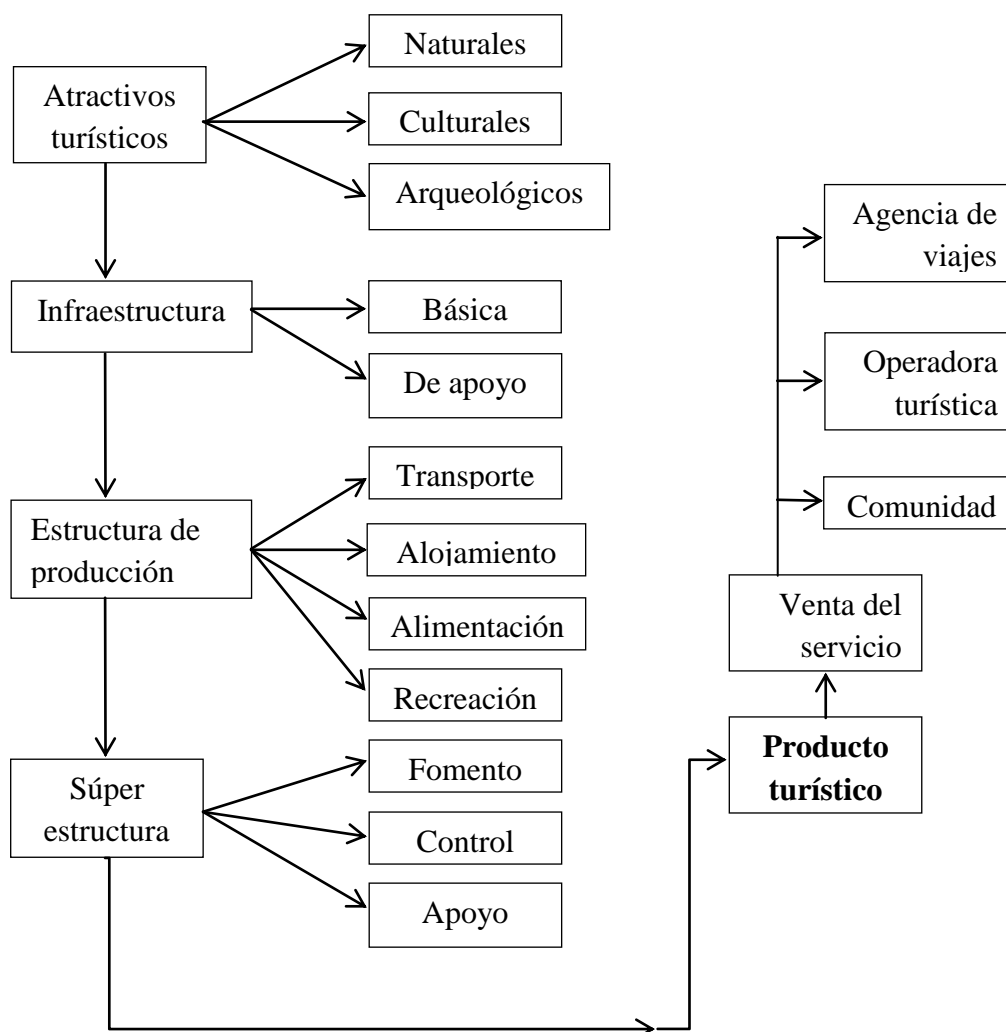 Naturales
Atractivos
turísticos
Culturales
Arqueológicos
Infraestructura
Básica
De apoyo
Estructura de
producción
Transporte
Alojamiento
Alimentación
Recreación
Súper
estructura
Fomento
Control
Apoyo
Agencia de
viajes
Operadora
turística
Comunidad
Venta del
servicio
Producto
turístico